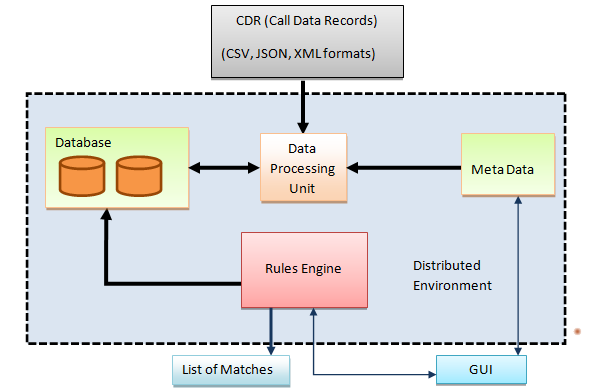 CDR (Call Data Records)
(CSV, JSON, XML formats)
Database
Data
Processing
Unit
Meta Data
Rules Engine
Distributed
Environment
List of Matches
GUI